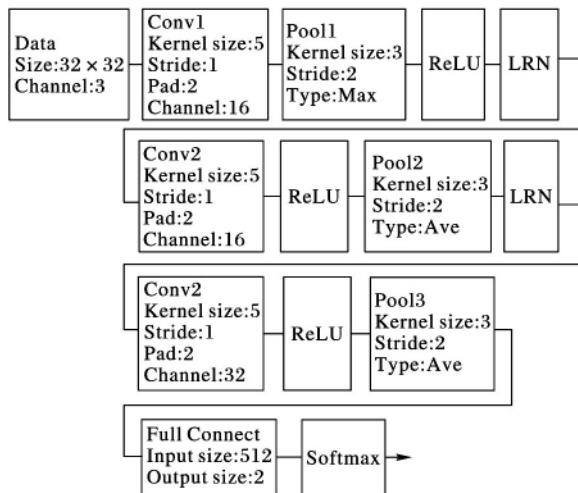 Data
Size:32 × 32
Channel:3
Conv1
Kernel size:5
Stride:1
Pad:2
Channel:16
Pool1
Kernel size:3
Stride:2
Type:Max
ReLU
LRN
Conv2
Kernel size:5
Stride:1
Pad:2
Channel:16
ReLU
Pool2
Kernel size:3
Stride:2
Type:Ave
LRN
Conv2
Kernel size:5
Stride:1
Pad:2
Channel:32
ReLU
Pool3
Kernel size:3
Stride:2
Type:Ave
Full Connect
Input size:512
Output size:2
Softmax